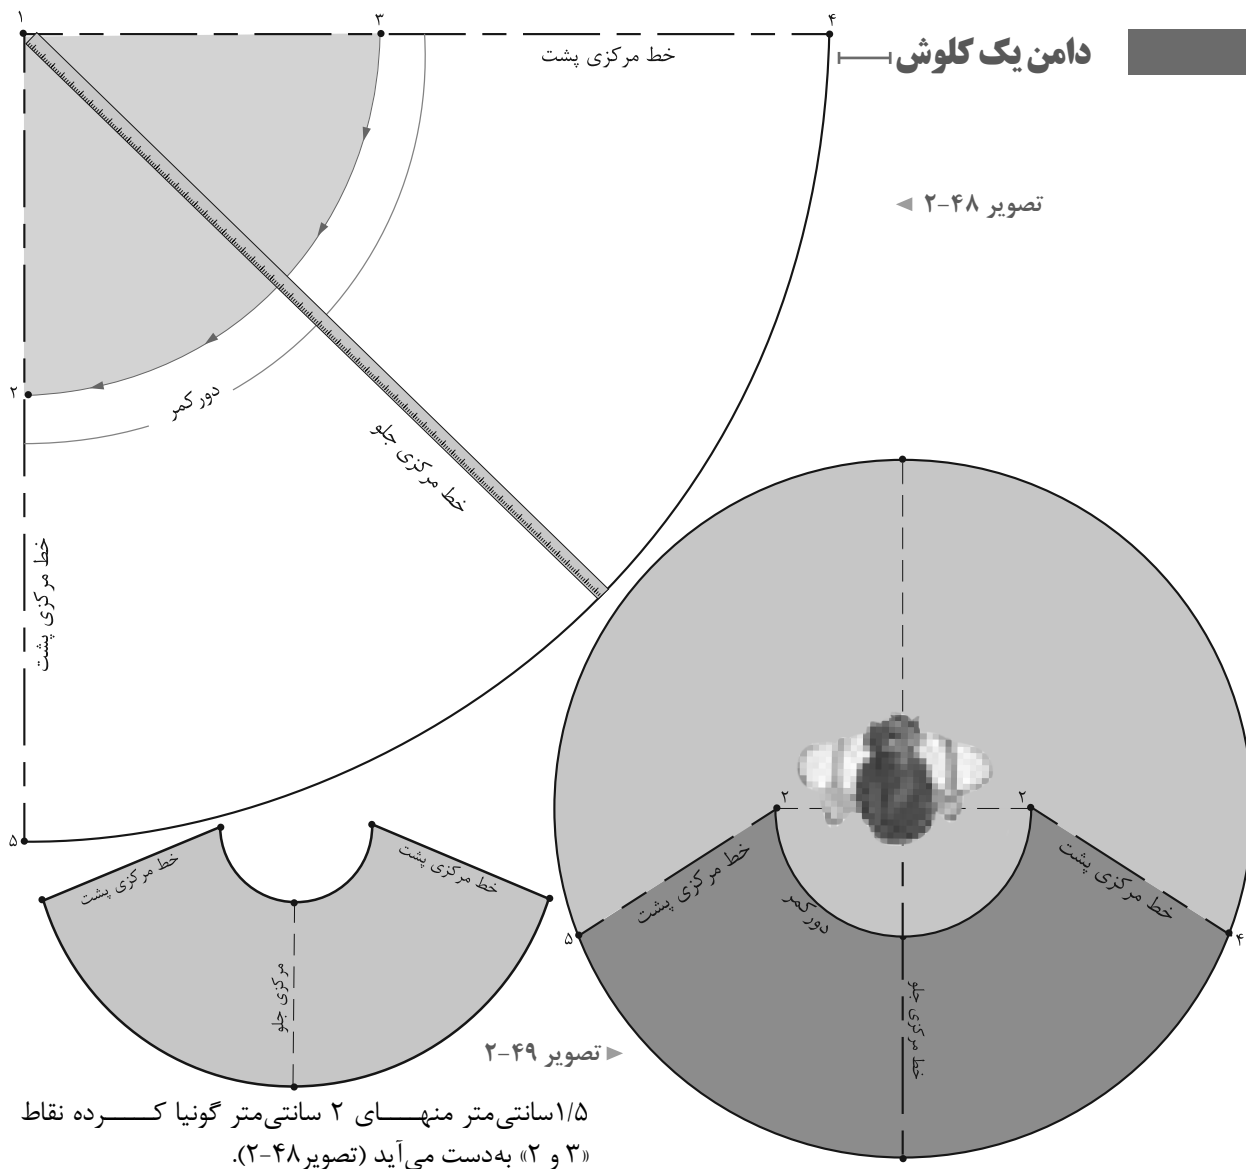 دامن یک کلوش
۱
۳
۴
خط مرکزی پشت
تصویر ۴۸-۲
۲
دور کمر
خط مرکزی جلو
خط مرکزی پشت
۵
خط مرکزی پشت
خط مرکزی پشت
مرکزی جلو
۲
۲
خط مرکزی پشت
خط مرکزی پشت
دور کمر
۵
۴
خط مرکزی جلو
تصویر ۴۹-۲
۱/۵سانتی‌متر منهای ۲ سانتی‌متر گونیا کرده نقاط
«۳ و ۲» به‌دست می‌آید (تصویر۴۸-۲).